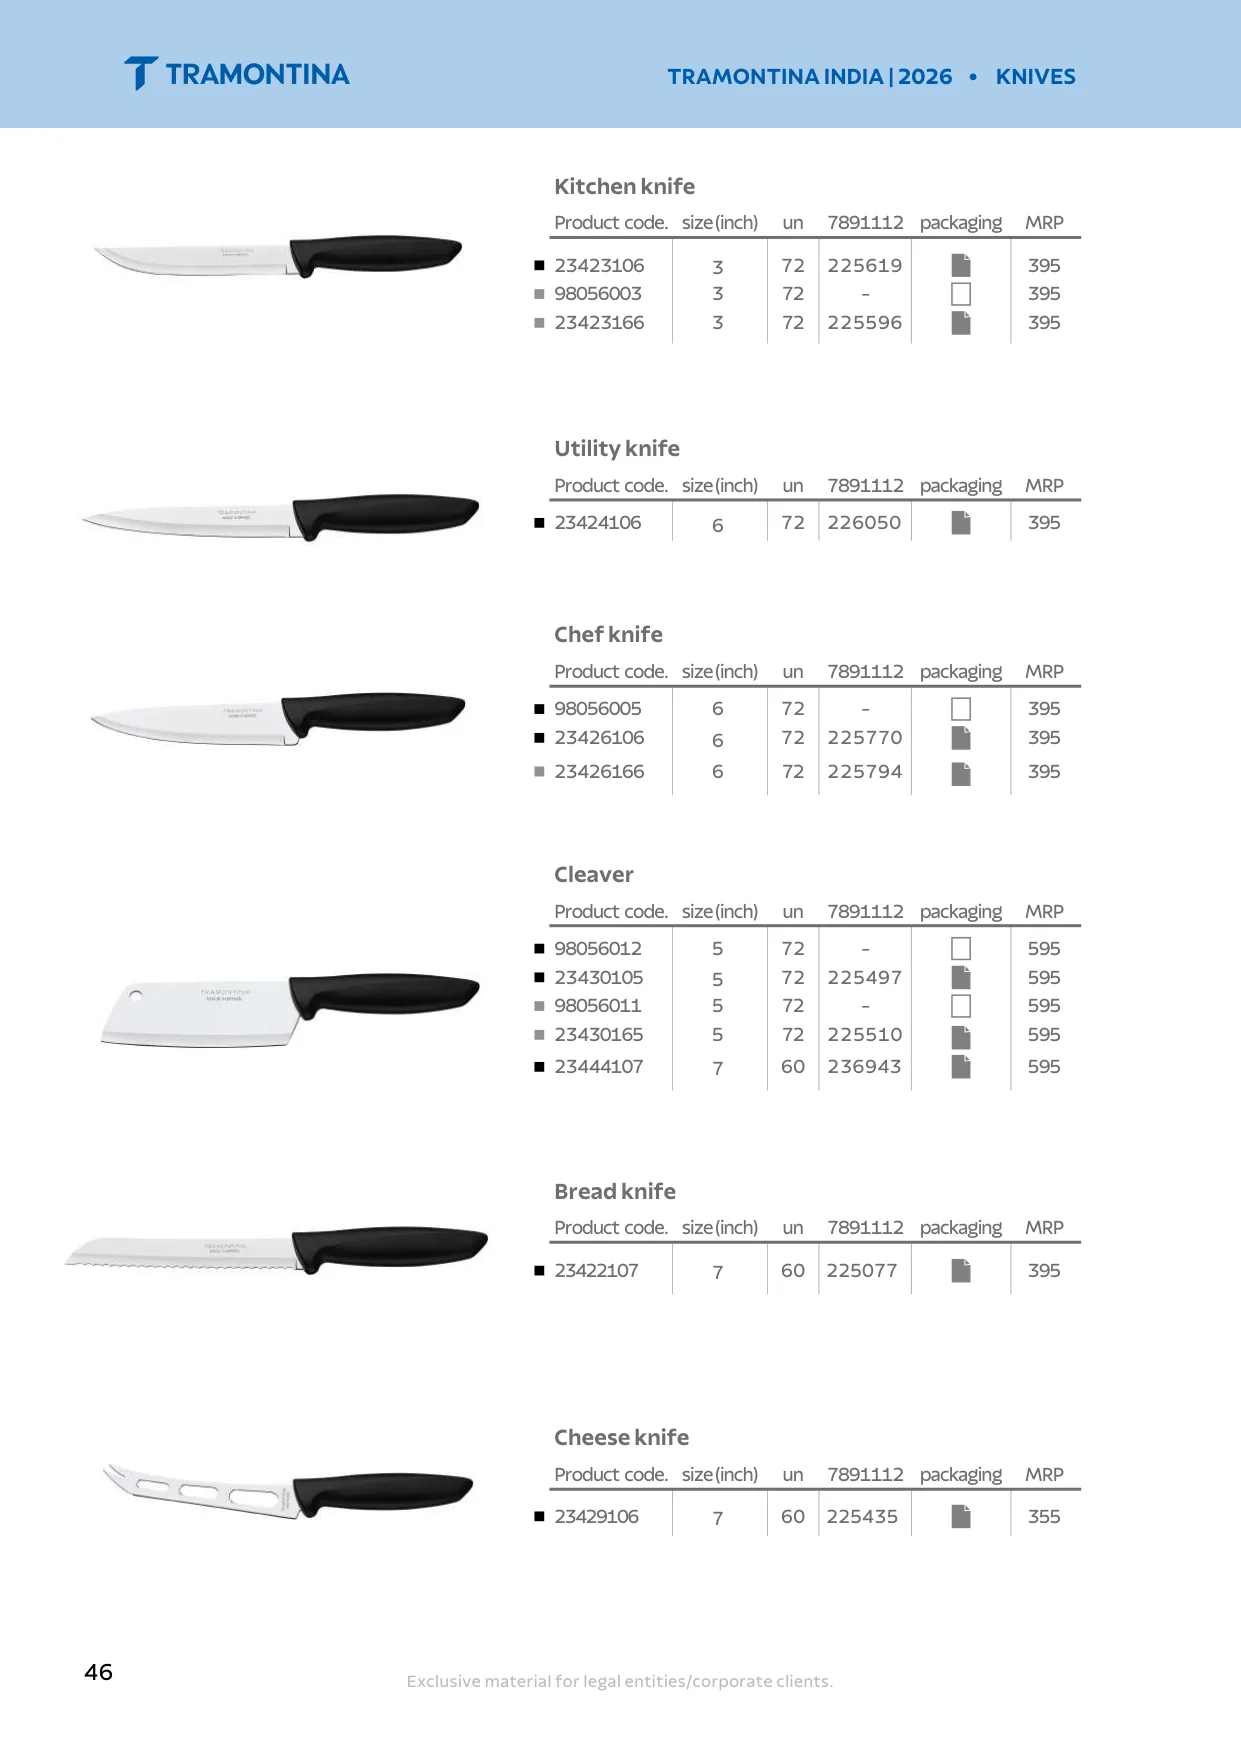 TRAMONTINA
TRAMONTINA INDIA | 2026 • KNIVES
Kitchen knife
Product code. size (inch) un 7891112 packaging MRP
23423106 3 72 225619 395
98056003 3 72 - 395
23423166 3 72 225596 395
Utility knife
Product code. size (inch) un 7891112 packaging MRP
23424106 6 72 226050 395
Chef knife
Product code. size (inch) un 7891112 packaging MRP
98056005 6 72 - 395
23426106 6 72 225770 395
23426166 6 72 225794 395
Cleaver
Product code. size (inch) un 7891112 packaging MRP
98056012 5 72 - 595
23430105 5 72 225497 595
98056011 5 72 - 595
23430165 5 72 225510 595
23444107 7 60 236943 595
TRAMONTINA
Bread knife
Product code. size (inch) un 7891112 packaging MRP
23422107 7 60 225077 395
Cheese knife
Product code. size (inch) un 7891112 packaging MRP
23429106 7 60 225435 355
46
Exclusive material for legal entities/corporate clients.